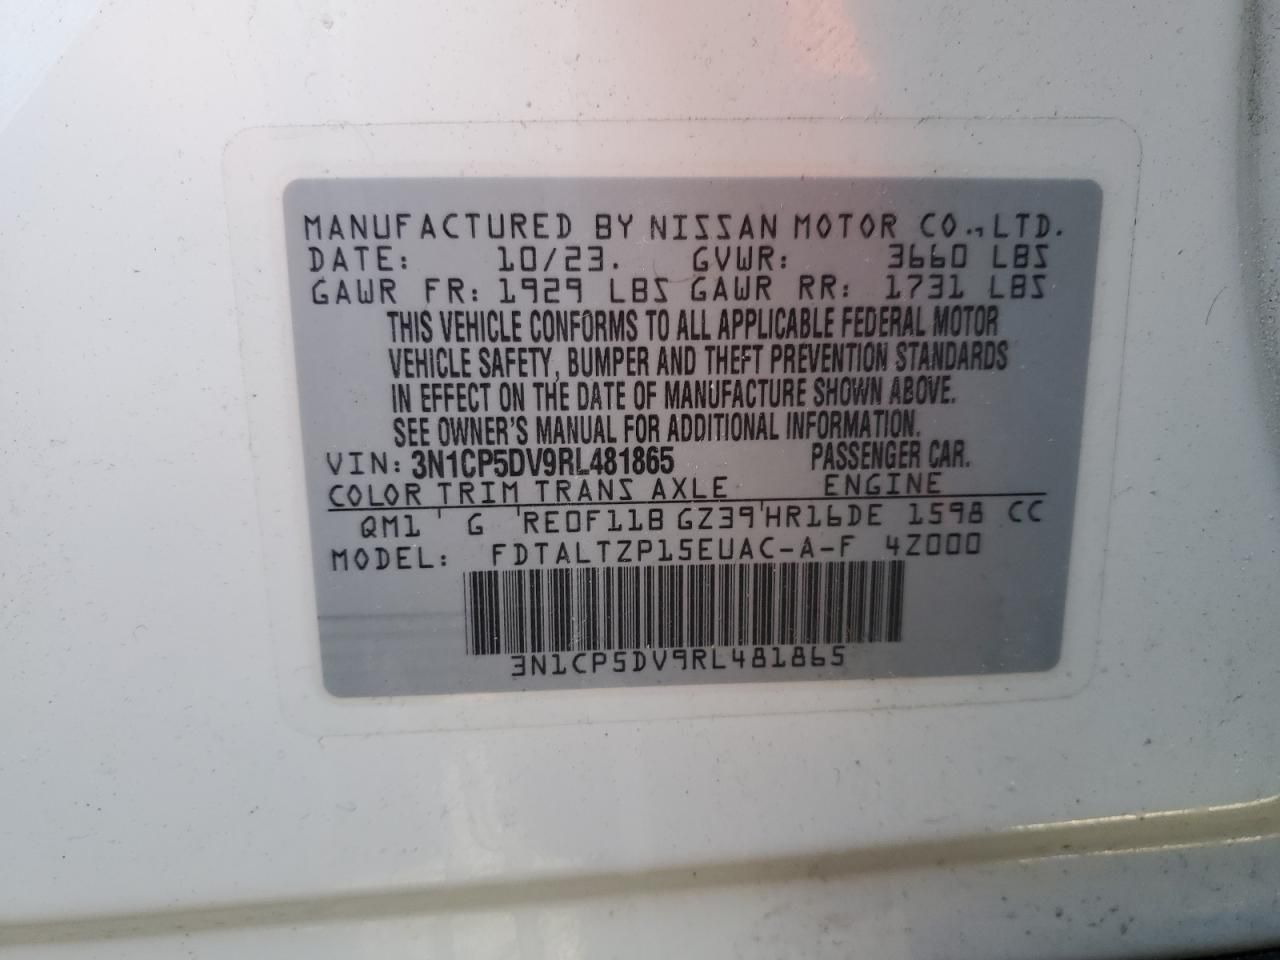 MANUFACTURED BY NISSAN MOTOR CO., LTD.
DATE: 10/23. GVWR: 3660 LBS
GAWR FR: 1929 LBS GAWR RR: 1731 LBS
THIS VEHICLE CONFORMS TO ALL APPLICABLE FEDERAL MOTOR
VEHICLE SAFETY, BUMPER AND THEFT PREVENTION STANDARDS
IN EFFECT ON THE DATE OF MANUFACTURE SHOWN ABOVE.
SEE OWNER'S MANUAL FOR ADDITIONAL INFORMATION.
VIN: 3N1CP5DV9RL481865 PASSENGER CAR.
COLOR TRIM TRANS AXLE ENGINE
QM1 G RE0F11B GZ39 HR16DE 1598 CC
MODEL: FDTALTZP15EUAC-A-F 4Z000
3N1CP5DV9RL481865